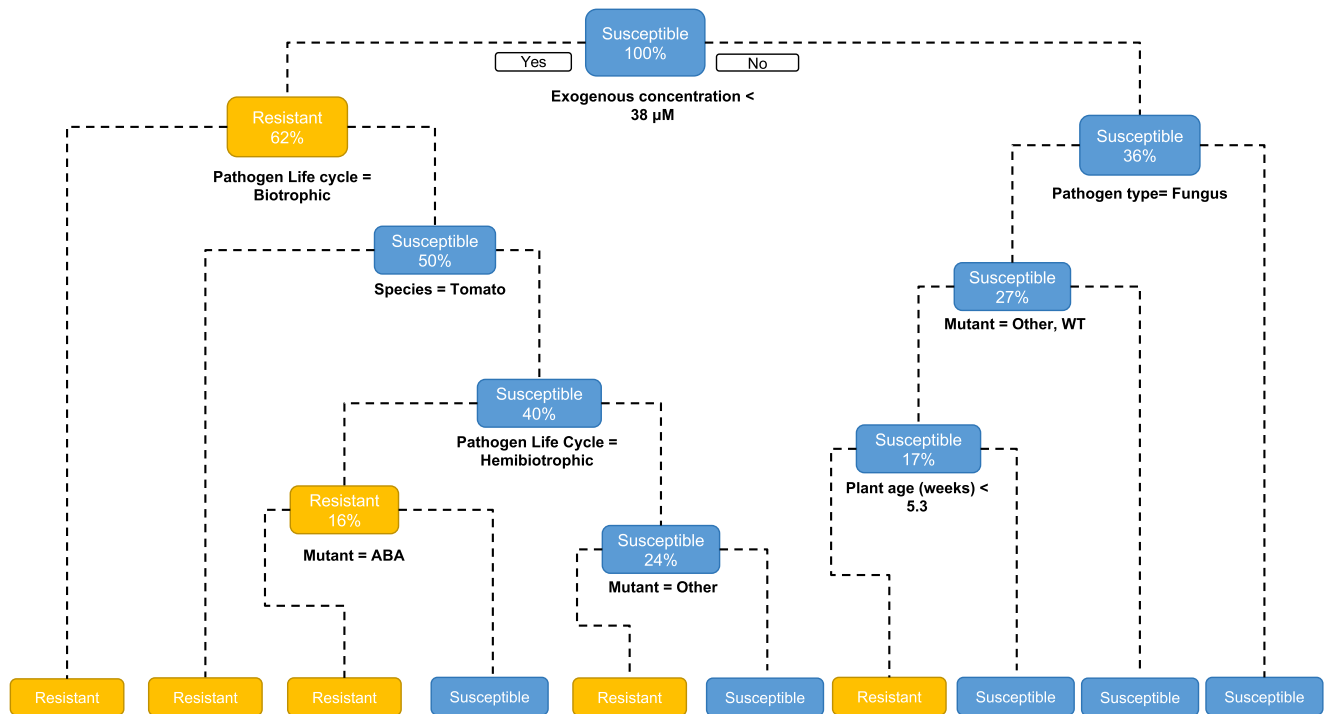 Susceptible
100%
Yes
No
Exogenous concentration <
38 µM
Resistant
62%
Pathogen Life cycle =
Biotrophic
Susceptible
36%
Pathogen type= Fungus
Susceptible
50%
Species = Tomato
Susceptible
27%
Mutant = Other, WT
Susceptible
40%
Pathogen Life Cycle =
Hemibiotrophic
Susceptible
17%
Plant age (weeks) <
5.3
Resistant
16%
Mutant = ABA
Susceptible
24%
Mutant = Other
Resistant
Resistant
Resistant
Susceptible
Resistant
Susceptible
Resistant
Susceptible
Susceptible
Susceptible